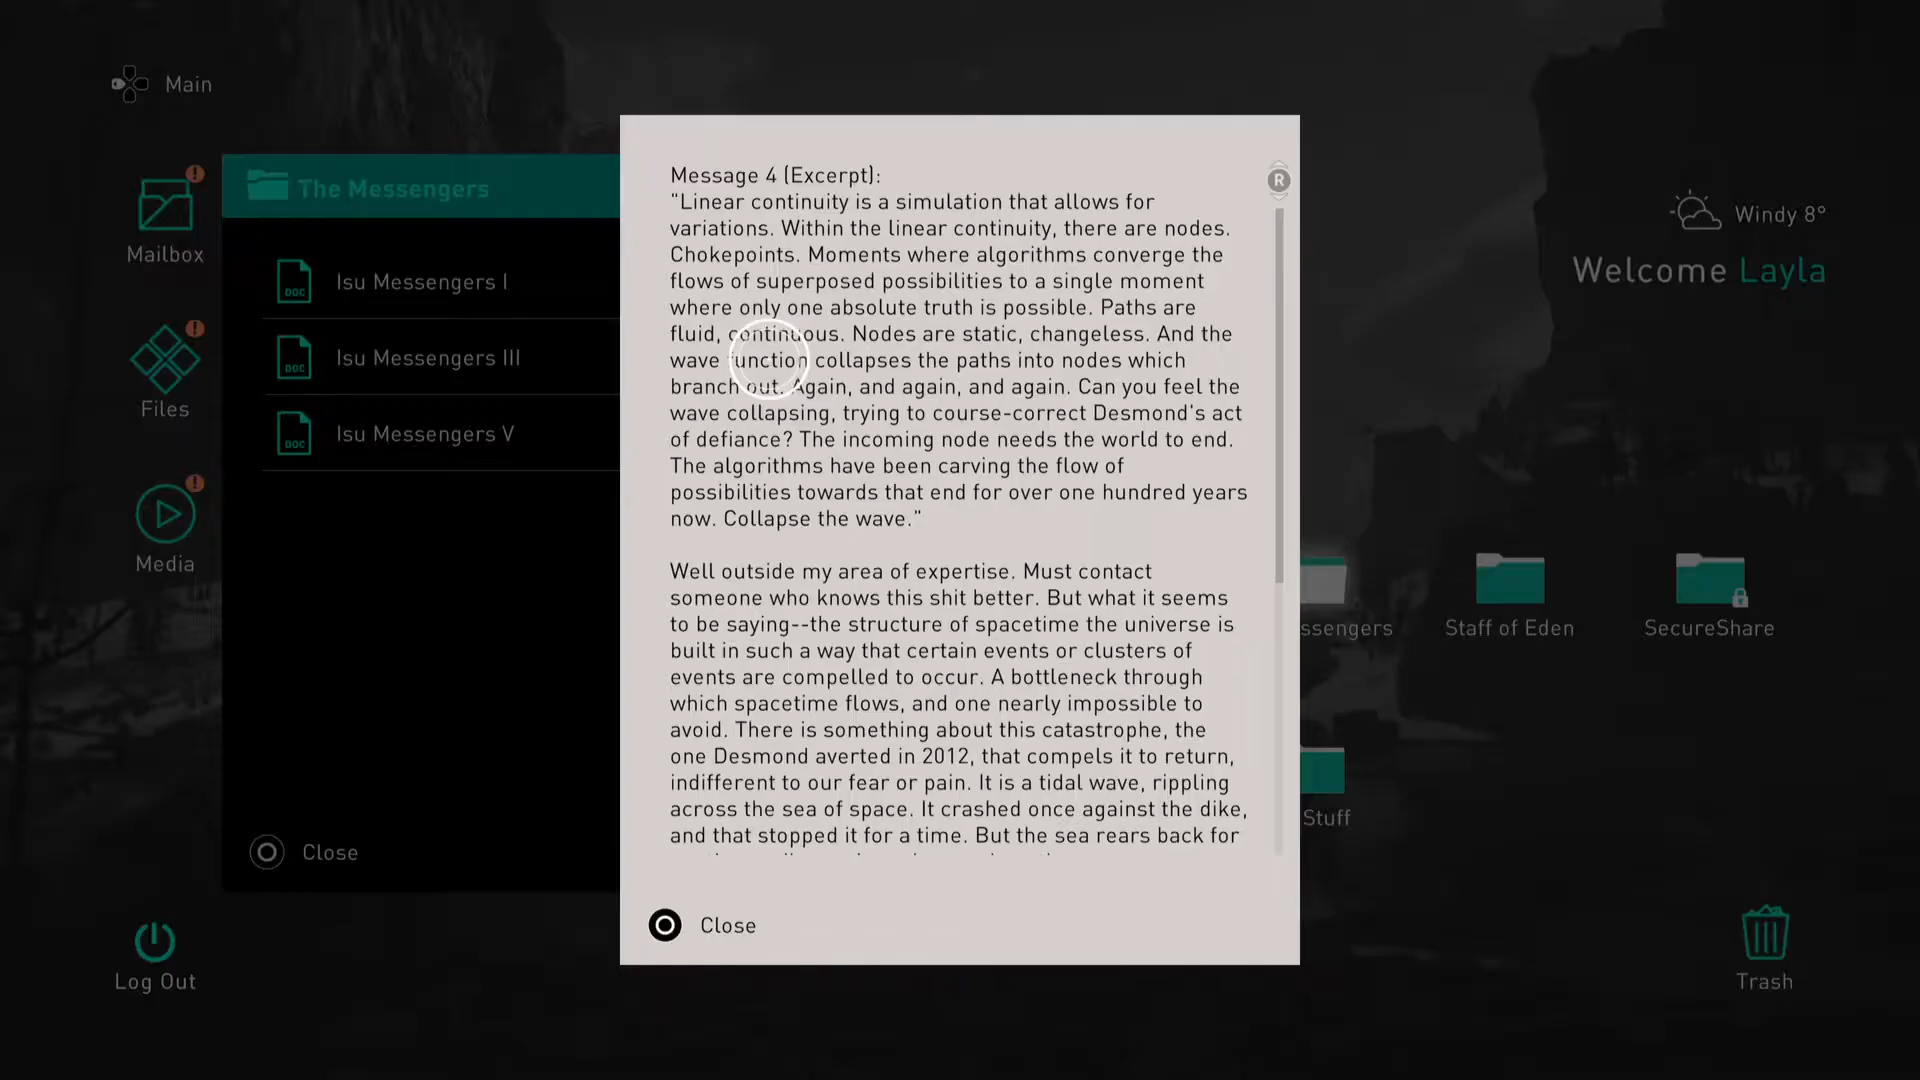 Main
Mailbox
Files
Media
Log Out
The Messengers
DOC
Isu Messengers I
DOC
Isu Messengers III
DOC
Isu Messengers V
Close
Message 4 (Excerpt):
"Linear continuity is a simulation that allows for
variations. Within the linear continuity, there are nodes.
Chokepoints. Moments where algorithms converge the
flows of superposed possibilities to a single moment
where only one absolute truth is possible. Paths are
fluid, continuous. Nodes are static, changeless. And the
wave function collapses the paths into nodes which
branch out. Again, and again, and again. Can you feel the
wave collapsing, trying to course-correct Desmond's act
of defiance? The incoming node needs the world to end.
The algorithms have been carving the flow of
possibilities towards that end for over one hundred years
now. Collapse the wave."
Well outside my area of expertise. Must contact
someone who knows this shit better. But what it seems
to be saying--the structure of spacetime the universe is
built in such a way that certain events or clusters of
events are compelled to occur. A bottleneck through
which spacetime flows, and one nearly impossible to
avoid. There is something about this catastrophe, the
one Desmond averted in 2012, that compels it to return,
indifferent to our fear or pain. It is a tidal wave, rippling
across the sea of space. It crashed once against the dike,
and that stopped it for a time. But the sea rears back for
R
Close
Windy 8°
Welcome Layla
ssengers
Staff of Eden
SecureShare
Stuff
Trash